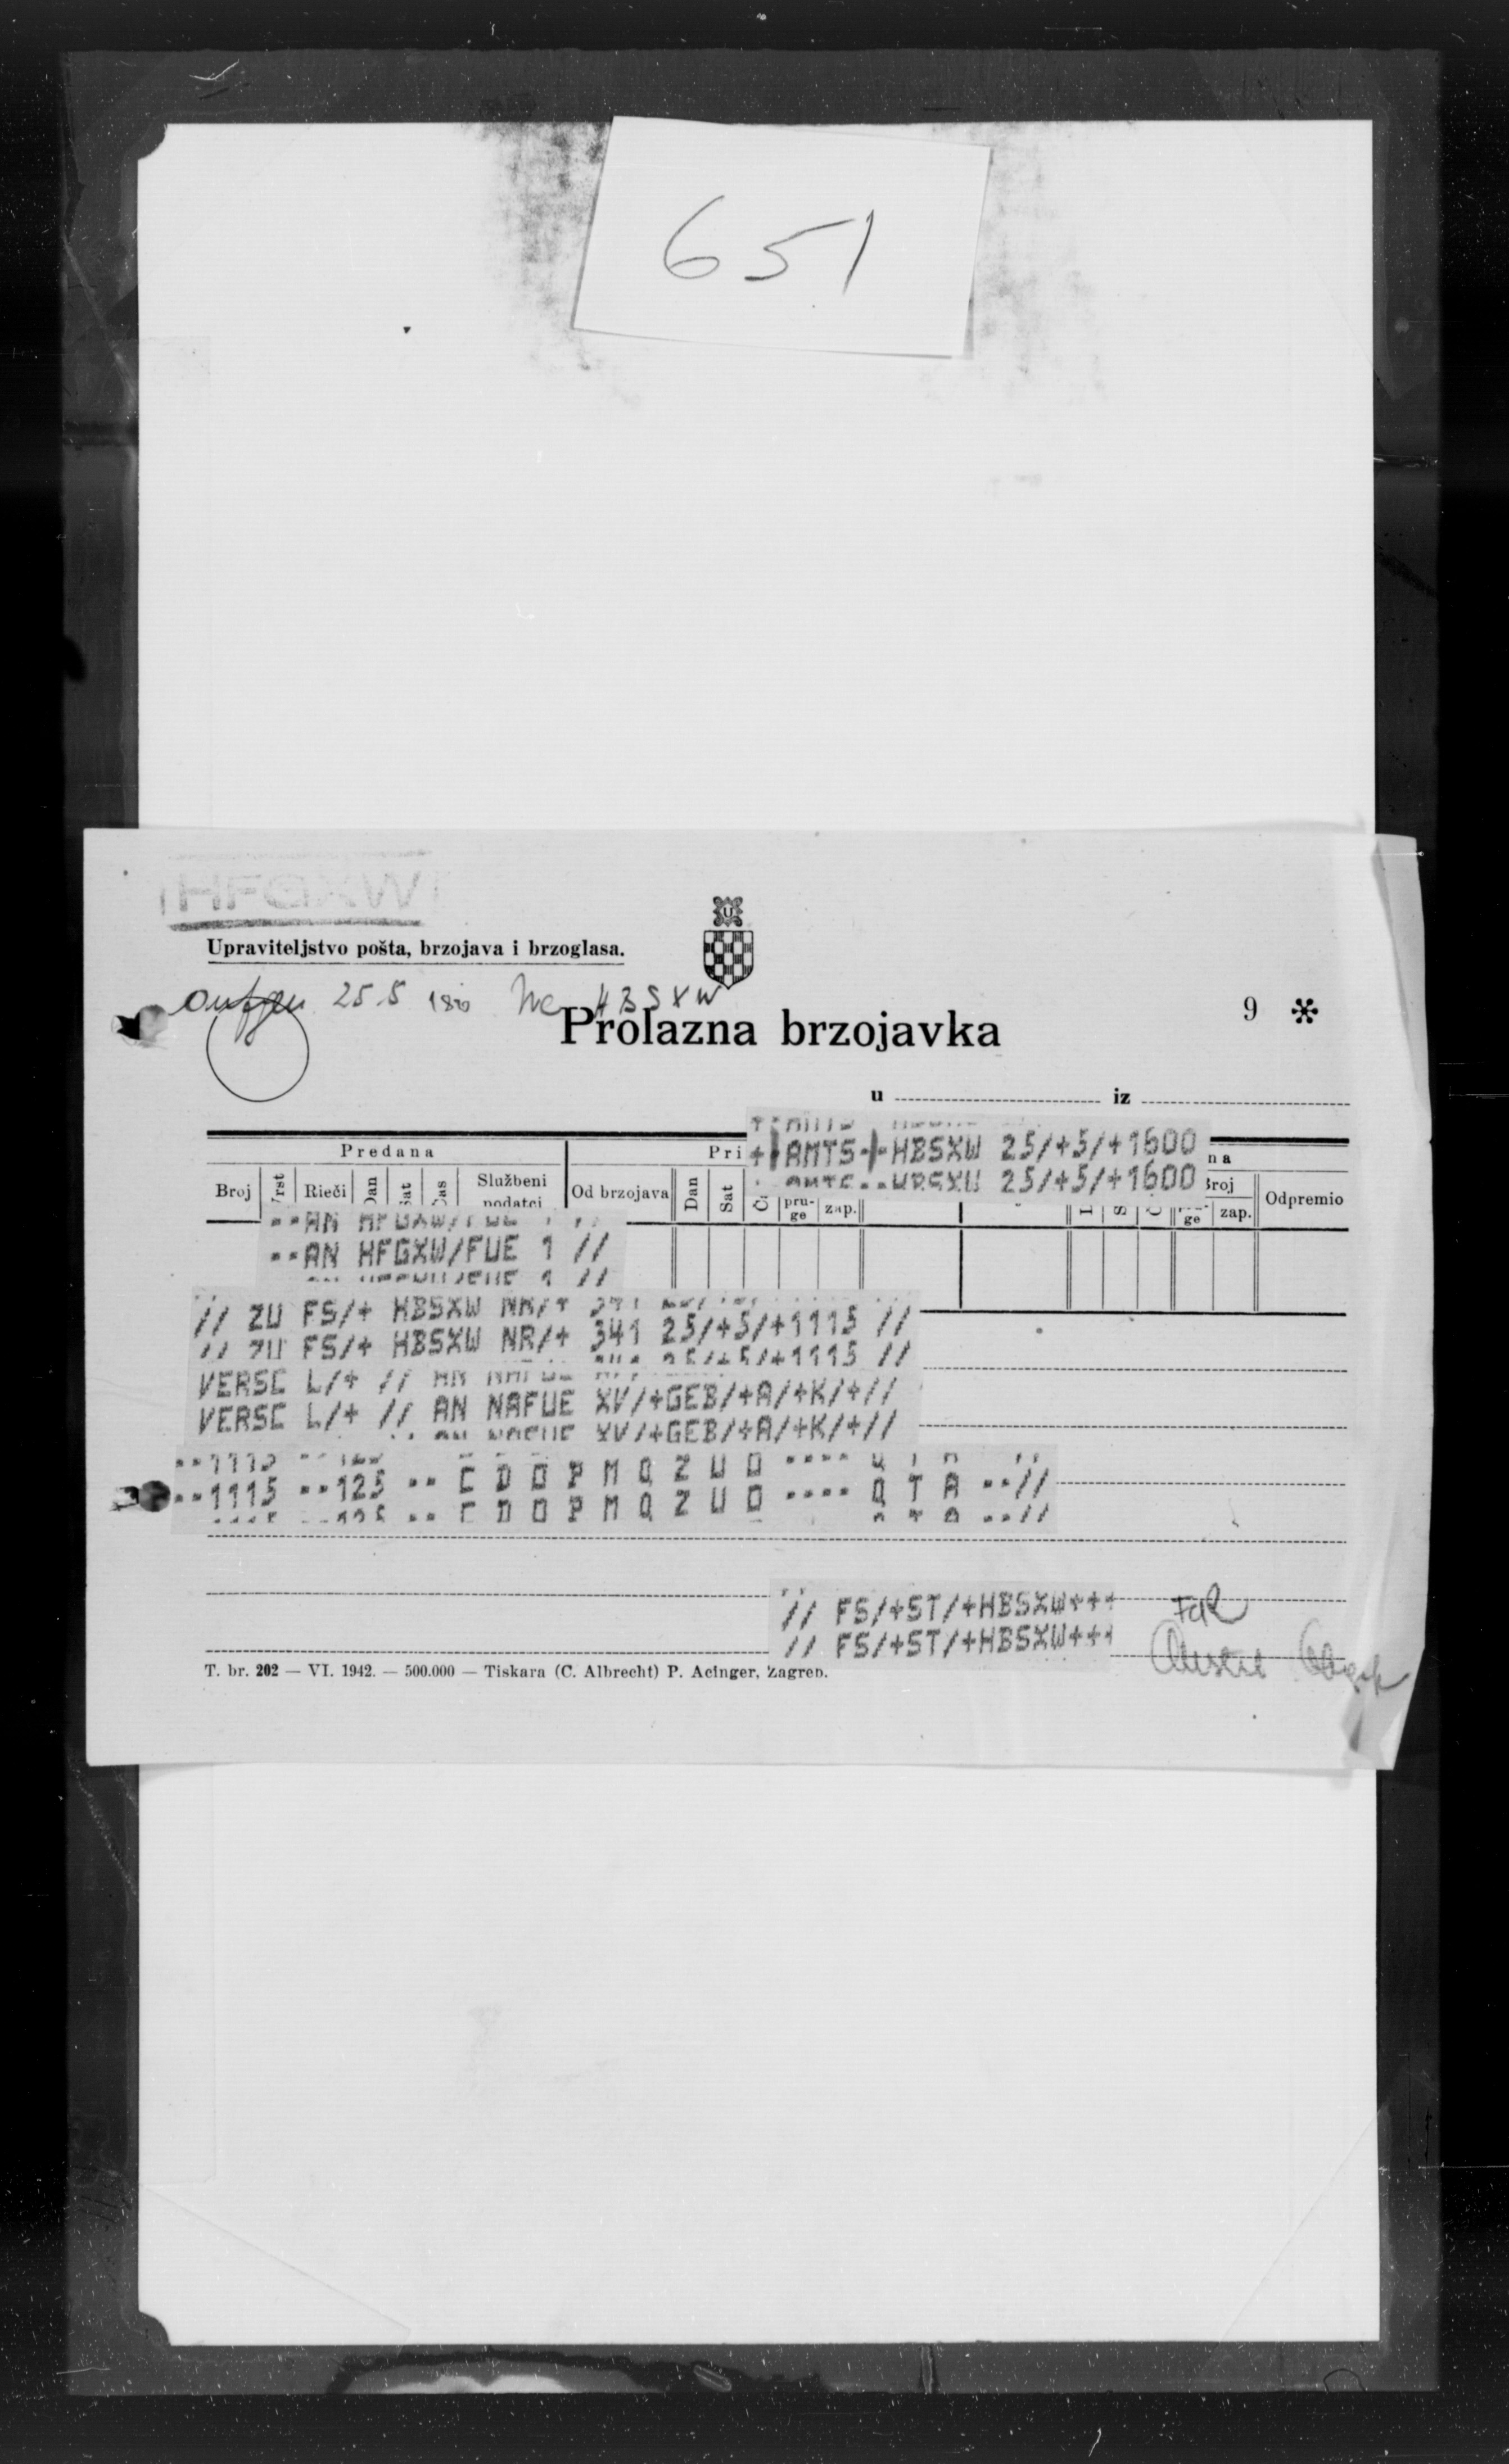 651
HFGXW
U
Upraviteljstvo pošta, brzojava i brzoglasa.
25.5 HBSXW
Prolazna brzojavka
9 *
u iz
+ AMTS + HBSXW 25/+5/+1600
Predana Pri na
Broj Vrst Rieči Dan Sat Čas Službeni podatci Od brzojava Dan Sat Č pru-ge zap. Broj ge zap. Odpremio
--AN HFGXW/FUE 1 //
// ZU FS/+ HBSXW NR/+ 341 25/+5/+1115 //
VERSC L/+ // AN NAFUE XV/+GEB/+A/+K/+//
--1115 --125 -- C D O P M Q Z U O ---- Q T A --//
// FS/+ST/+HBSXW+++
T. br. 202 — VI. 1942. — 500.000 — Tiskara (C. Albrecht) P. Acinger, Zagreb.